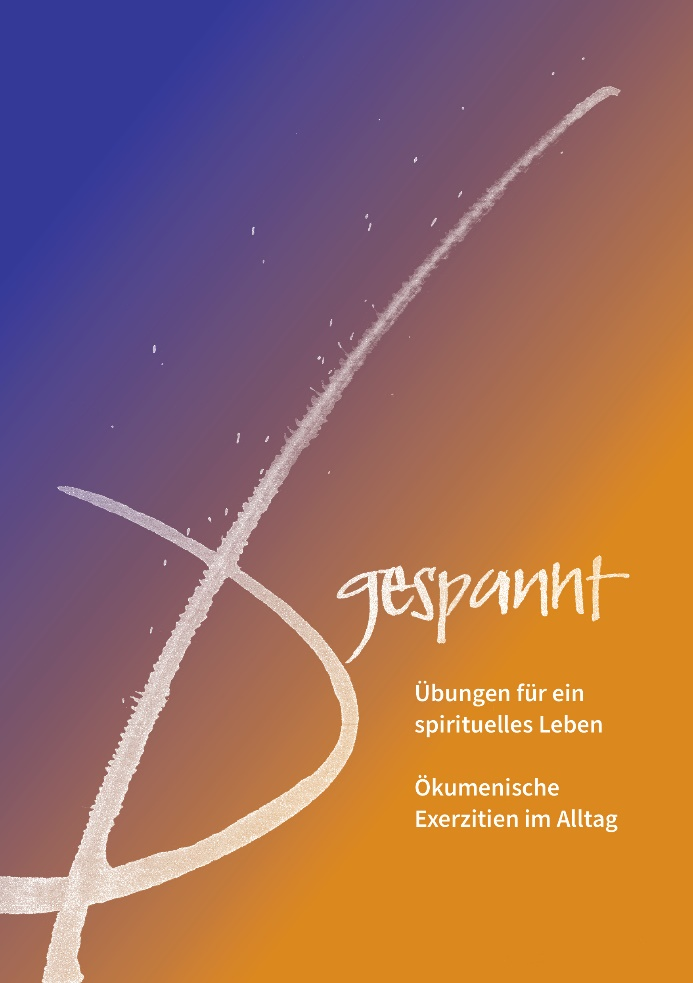 gespannt
Übungen für ein
spirituelles Leben
Ökumenische
Exerzitien im Alltag